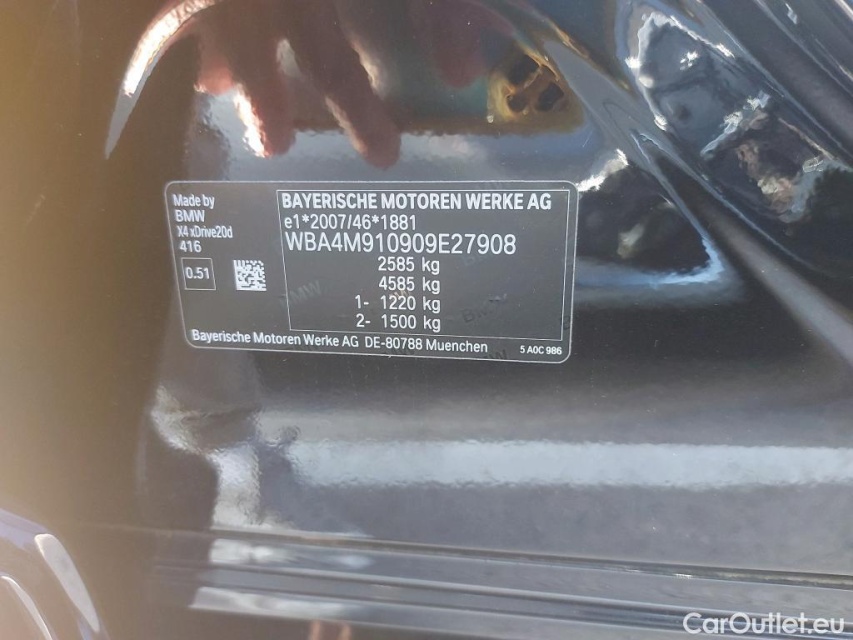 Made by
BMW
X4 xDrive20d
416
0.51
BAYERISCHE MOTOREN WERKE AG
e1*2007/46*1881
WBA4M910909E27908
2585 kg
4585 kg
1- 1220 kg
2- 1500 kg
Bayerische Motoren Werke AG DE-80788 Muenchen
5 A0C 986
BMW
BMW
CarOutlet.eu